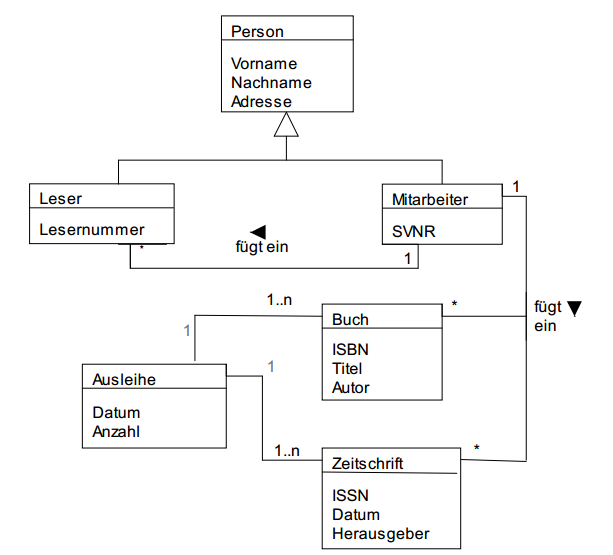 Person
Vorname
Nachname
Adresse
Leser
Lesernummer
Mitarbeiter
SVNR
1
*
fügt ein
1
1..n
*
fügt
ein
1
Buch
ISBN
Titel
Autor
1
Ausleihe
Datum
Anzahl
1..n
*
Zeitschrift
ISSN
Datum
Herausgeber